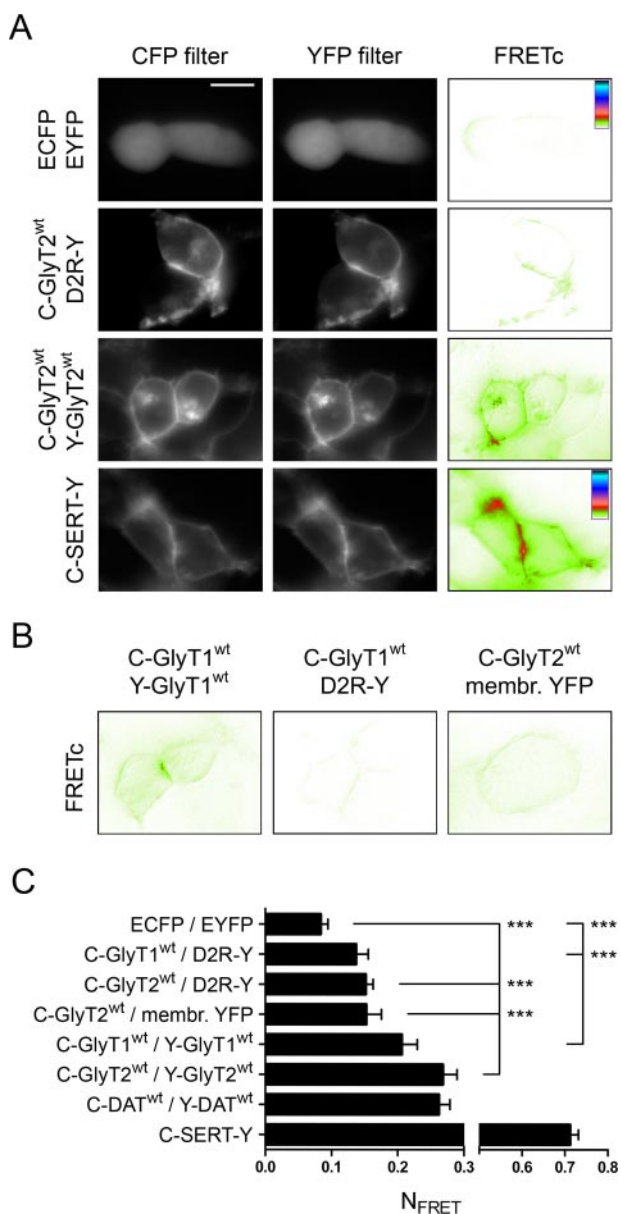 A
CFP filter YFP filter FRETc
ECFP
EYFP
C-GlyT2wt
D2R-Y
C-GlyT2wt
Y-GlyT2wt
C-SERT-Y
B
C-GlyT1wt
Y-GlyT1wt
C-GlyT1wt
D2R-Y
C-GlyT2wt
membr. YFP
FRETc
C
ECFP / EYFP *** ***
C-GlyT1wt / D2R-Y ***
C-GlyT2wt / D2R-Y ***
C-GlyT2wt / membr. YFP ***
C-GlyT1wt / Y-GlyT1wt
C-GlyT2wt / Y-GlyT2wt
C-DATwt / Y-DATwt
C-SERT-Y
0.0 0.1 0.2 0.3 0.6 0.7 0.8
NFRET